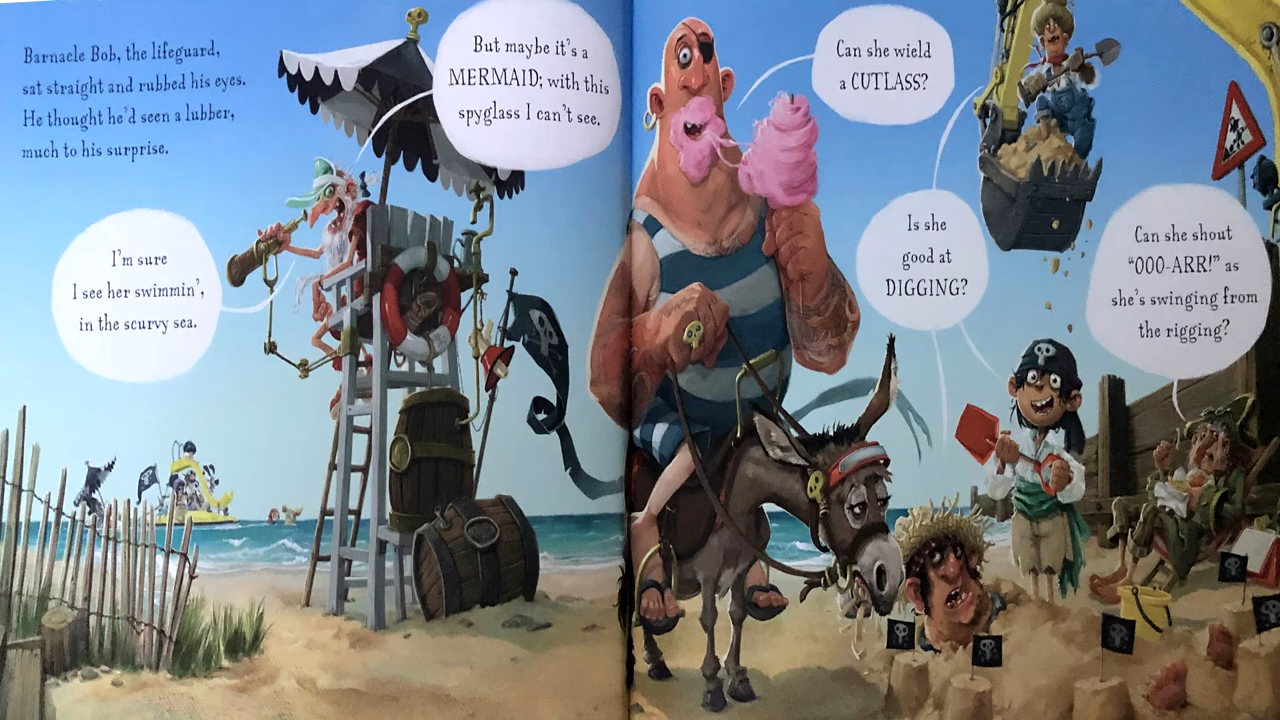 Barnacle Bob, the lifeguard,
sat straight and rubbed his eyes.
He thought he'd seen a lubber,
much to his surprise.
I'm sure
I see her swimmin',
in the scurvy sea.
But maybe it's a
MERMAID; with this
spyglass I can't see.
Can she wield
a CUTLASS?
Is she
good at
DIGGING?
Can she shout
"OOO-ARR!" as
she's swinging from
the rigging?